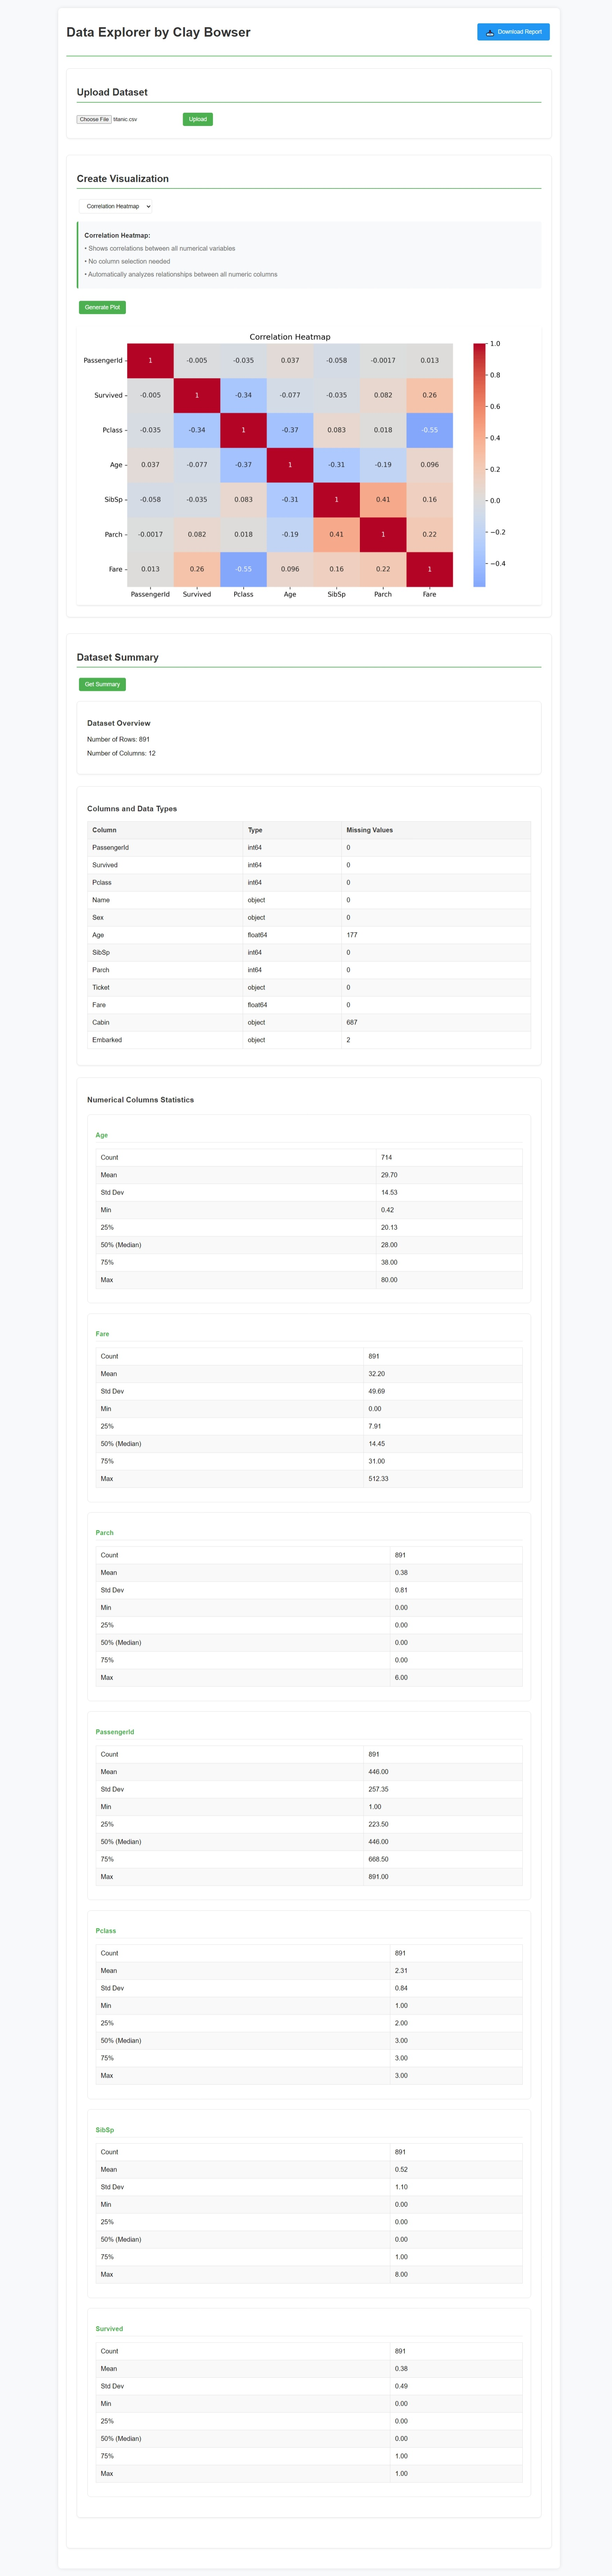 Data Explorer by Clay Bowser
Download Report
Upload Dataset
Choose File titanic.csv
Upload
Create Visualization
Correlation Heatmap
Correlation Heatmap:
• Shows correlations between all numerical variables
• No column selection needed
• Automatically analyzes relationships between all numeric columns
Generate Plot
Correlation Heatmap
PassengerId 1 -0.005 -0.035 0.037 -0.058 -0.0017 0.013
Survived -0.005 1 -0.34 -0.077 -0.035 0.082 0.26
Pclass -0.035 -0.34 1 -0.37 0.083 0.018 -0.55
Age 0.037 -0.077 -0.37 1 -0.31 -0.19 0.096
SibSp -0.058 -0.035 0.083 -0.31 1 0.41 0.16
Parch -0.0017 0.082 0.018 -0.19 0.41 1 0.22
Fare 0.013 0.26 -0.55 0.096 0.16 0.22 1
PassengerId Survived Pclass Age SibSp Parch Fare
1.0
0.8
0.6
0.4
0.2
0.0
−0.2
−0.4
Dataset Summary
Get Summary
Dataset Overview
Number of Rows: 891
Number of Columns: 12
Columns and Data Types
Column Type Missing Values
PassengerId int64 0
Survived int64 0
Pclass int64 0
Name object 0
Sex object 0
Age float64 177
SibSp int64 0
Parch int64 0
Ticket object 0
Fare float64 0
Cabin object 687
Embarked object 2
Numerical Columns Statistics
Age
Count 714
Mean 29.70
Std Dev 14.53
Min 0.42
25% 20.13
50% (Median) 28.00
75% 38.00
Max 80.00
Fare
Count 891
Mean 32.20
Std Dev 49.69
Min 0.00
25% 7.91
50% (Median) 14.45
75% 31.00
Max 512.33
Parch
Count 891
Mean 0.38
Std Dev 0.81
Min 0.00
25% 0.00
50% (Median) 0.00
75% 0.00
Max 6.00
PassengerId
Count 891
Mean 446.00
Std Dev 257.35
Min 1.00
25% 223.50
50% (Median) 446.00
75% 668.50
Max 891.00
Pclass
Count 891
Mean 2.31
Std Dev 0.84
Min 1.00
25% 2.00
50% (Median) 3.00
75% 3.00
Max 3.00
SibSp
Count 891
Mean 0.52
Std Dev 1.10
Min 0.00
25% 0.00
50% (Median) 0.00
75% 1.00
Max 8.00
Survived
Count 891
Mean 0.38
Std Dev 0.49
Min 0.00
25% 0.00
50% (Median) 0.00
75% 1.00
Max 1.00